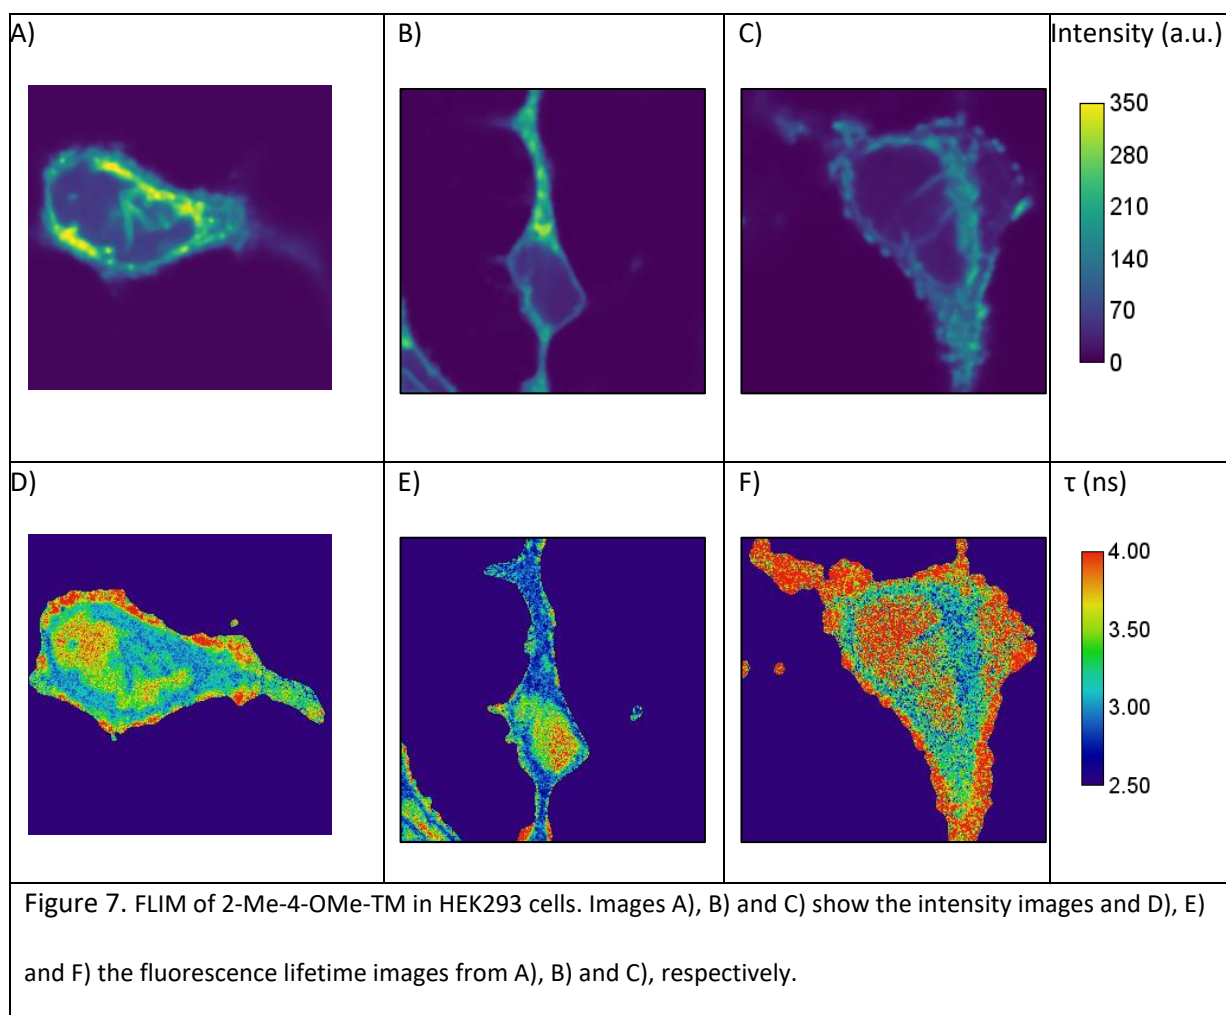 A)
B)
C)
Intensity (a.u.)
350
280
210
140
70
0
D)
E)
F)
τ (ns)
4.00
3.50
3.00
2.50
Figure 7. FLIM of 2-Me-4-OMe-TM in HEK293 cells. Images A), B) and C) show the intensity images and D), E)
and F) the fluorescence lifetime images from A), B) and C), respectively.